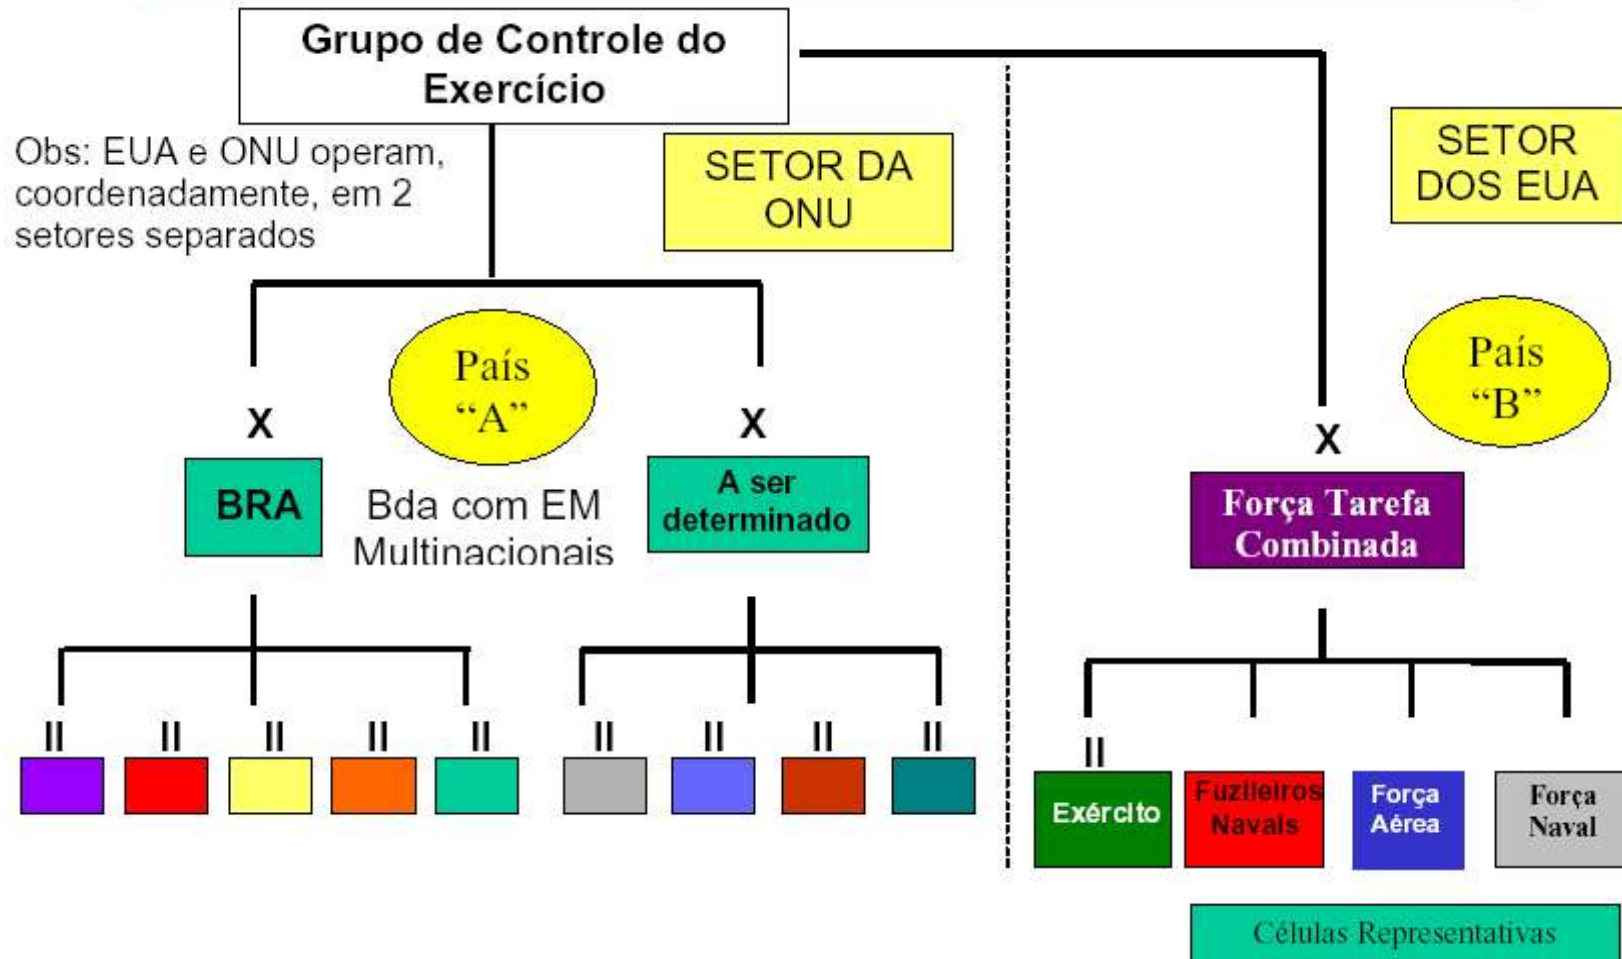 Grupo de Controle do
Exercício
Obs: EUA e ONU operam,
coordenadamente, em 2
setores separados
SETOR DA
ONU
SETOR
DOS EUA
País
“A”
País
“B”
X
X
X
BRA
Bda com EM
Multinacionais
A ser
determinado
Força Tarefa
Combinada
II
II
II
II
II
II
II
II
II
II
Exército
Fuzileiros
Navais
Força
Aérea
Força
Naval
Células Representativas